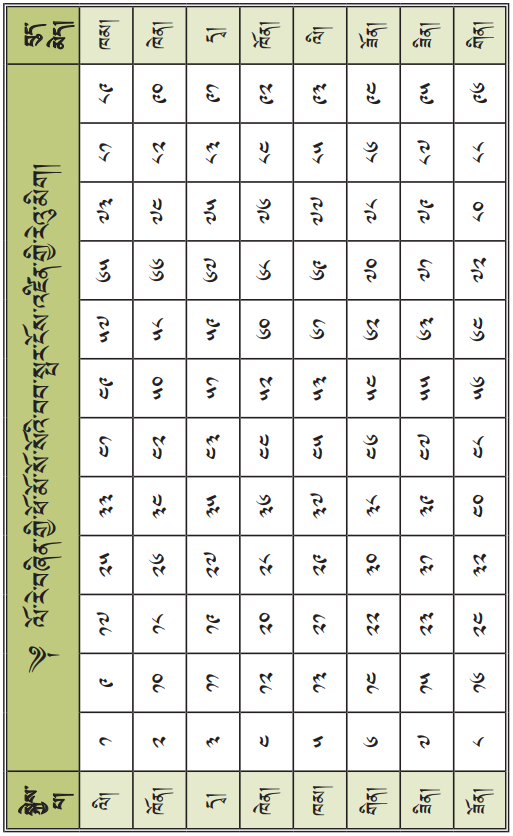 སྐྱེས་པ། ༄། །ལོ་རེ་བཞིན་གྱི་ཕོ་མོ་སོ་སོའི་བབ་སྤར་ངོས་འཛིན་གྱི་རེའུ་མིག། བུད་མེད།
ལི། ༡ ༩ ༡༧ ༢༥ ༣༣ ༤༡ ༤༩ ༥༧ ༦༥ ༧༣ ༨༡ ༨༩ ཁམ།
ཁོན། ༢ ༡༠ ༡༨ ༢༦ ༣༤ ༤༢ ༥༠ ༥༨ ༦༦ ༧༤ ༨༢ ༩༠ ཁེན།
དྭ། ༣ ༡༡ ༡༩ ༢༧ ༣༥ ༤༣ ༥༡ ༥༩ ༦༧ ༧༥ ༨༣ ༩༡ དྭ།
ཁེན། ༤ ༡༢ ༢༠ ༢༨ ༣༦ ༤༤ ༥༢ ༦༠ ༦༨ ༧༦ ༨༤ ༩༢ ཁོན།
ཁམ། ༥ ༡༣ ༢༡ ༢༩ ༣༧ ༤༥ ༥༣ ༦༡ ༦༩ ༧༧ ༨༥ ༩༣ ལི།
གིན། ༦ ༡༤ ༢༢ ༣༠ ༣༨ ༤༦ ༥༤ ༦༢ ༧༠ ༧༨ ༨༦ ༩༤ ཟོན།
ཟིན། ༧ ༡༥ ༢༣ ༣༡ ༣༩ ༤༧ ༥༥ ༦༣ ༧༡ ༧༩ ༨༧ ༩༥ ཟིན།
ཟོན། ༨ ༡༦ ༢༤ ༣༢ ༤༠ ༤༨ ༥༦ ༦༤ ༧༢ ༨༠ ༨༨ ༩༦ གིན།